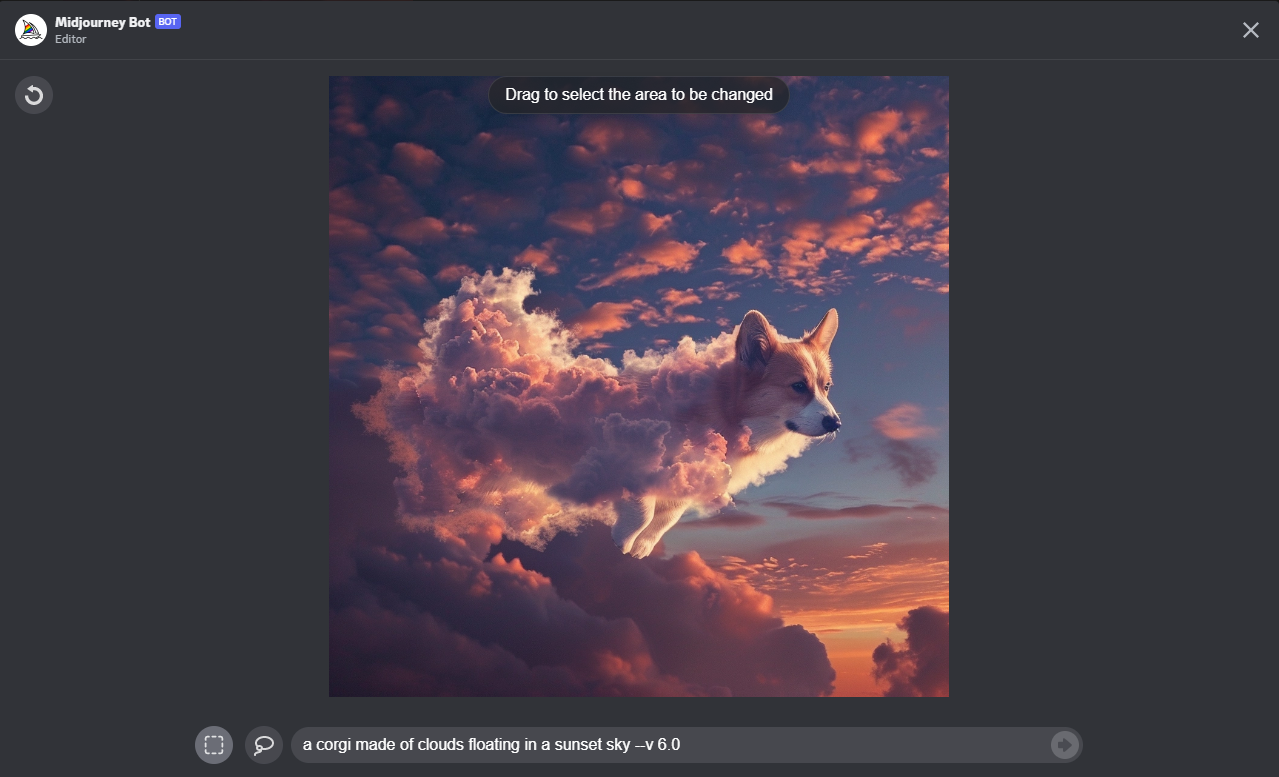 Midjourney Bot BOT
Editor
Drag to select the area to be changed
a corgi made of clouds floating in a sunset sky --v 6.0